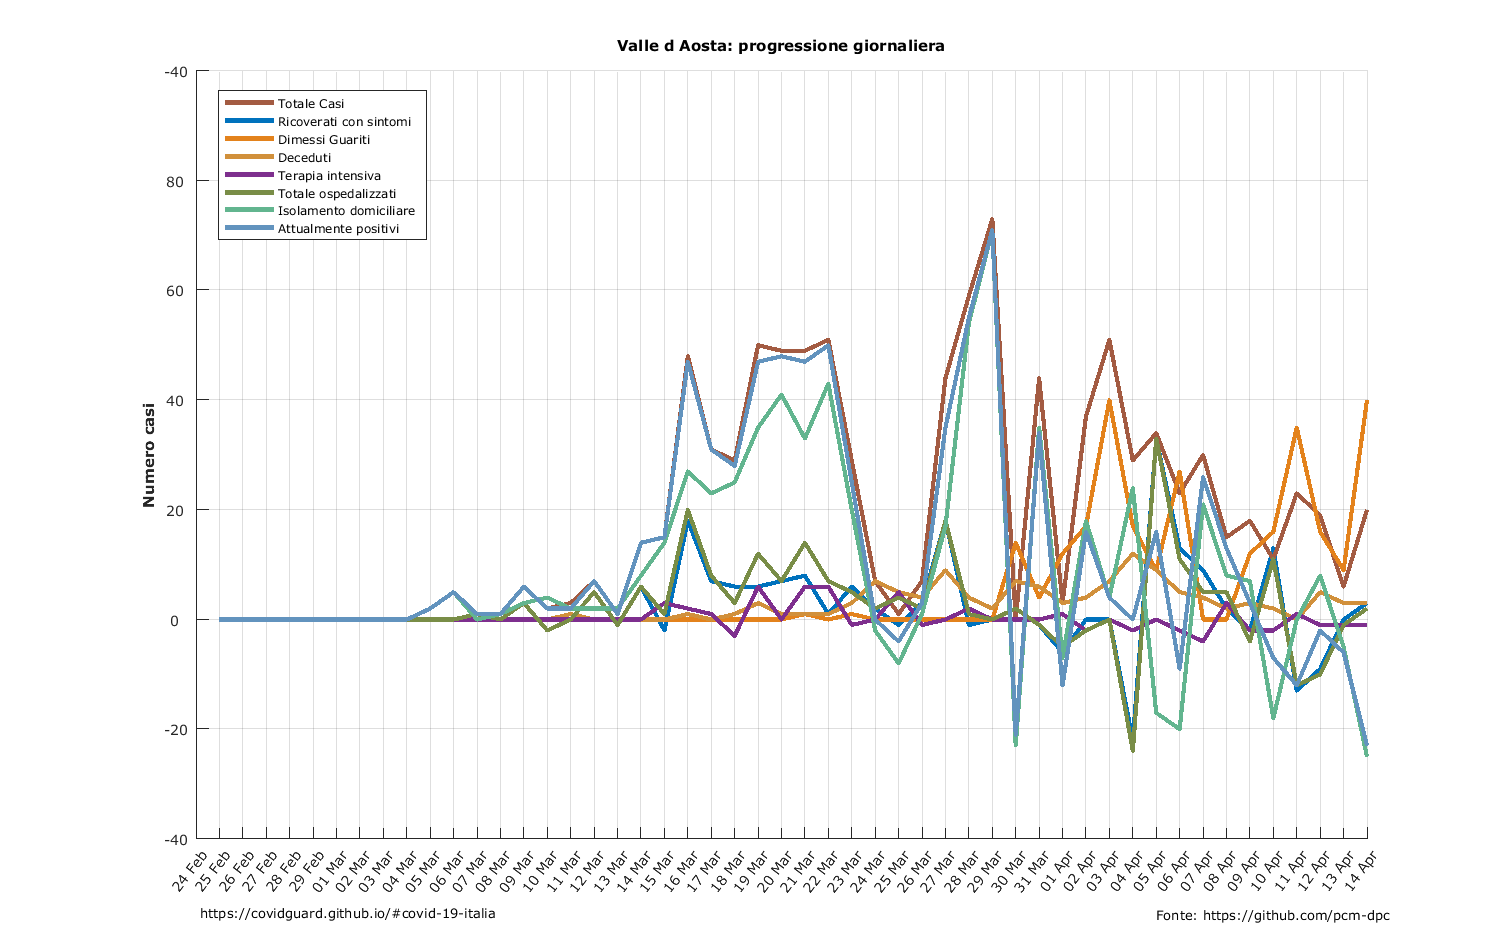 Valle d Aosta: progressione giornaliera
-40
80
60
40
20
0
-20
-40
Numero casi
Totale Casi
Ricoverati con sintomi
Dimessi Guariti
Deceduti
Terapia intensiva
Totale ospedalizzati
Isolamento domiciliare
Attualmente positivi
24 Feb
25 Feb
26 Feb
27 Feb
28 Feb
29 Feb
01 Mar
02 Mar
03 Mar
04 Mar
05 Mar
06 Mar
07 Mar
08 Mar
09 Mar
10 Mar
11 Mar
12 Mar
13 Mar
14 Mar
15 Mar
16 Mar
17 Mar
18 Mar
19 Mar
20 Mar
21 Mar
22 Mar
23 Mar
24 Mar
25 Mar
26 Mar
27 Mar
28 Mar
29 Mar
30 Mar
31 Mar
01 Apr
02 Apr
03 Apr
04 Apr
05 Apr
06 Apr
07 Apr
08 Apr
09 Apr
10 Apr
11 Apr
12 Apr
13 Apr
14 Apr
https://covidguard.github.io/#covid-19-italia
Fonte: https://github.com/pcm-dpc